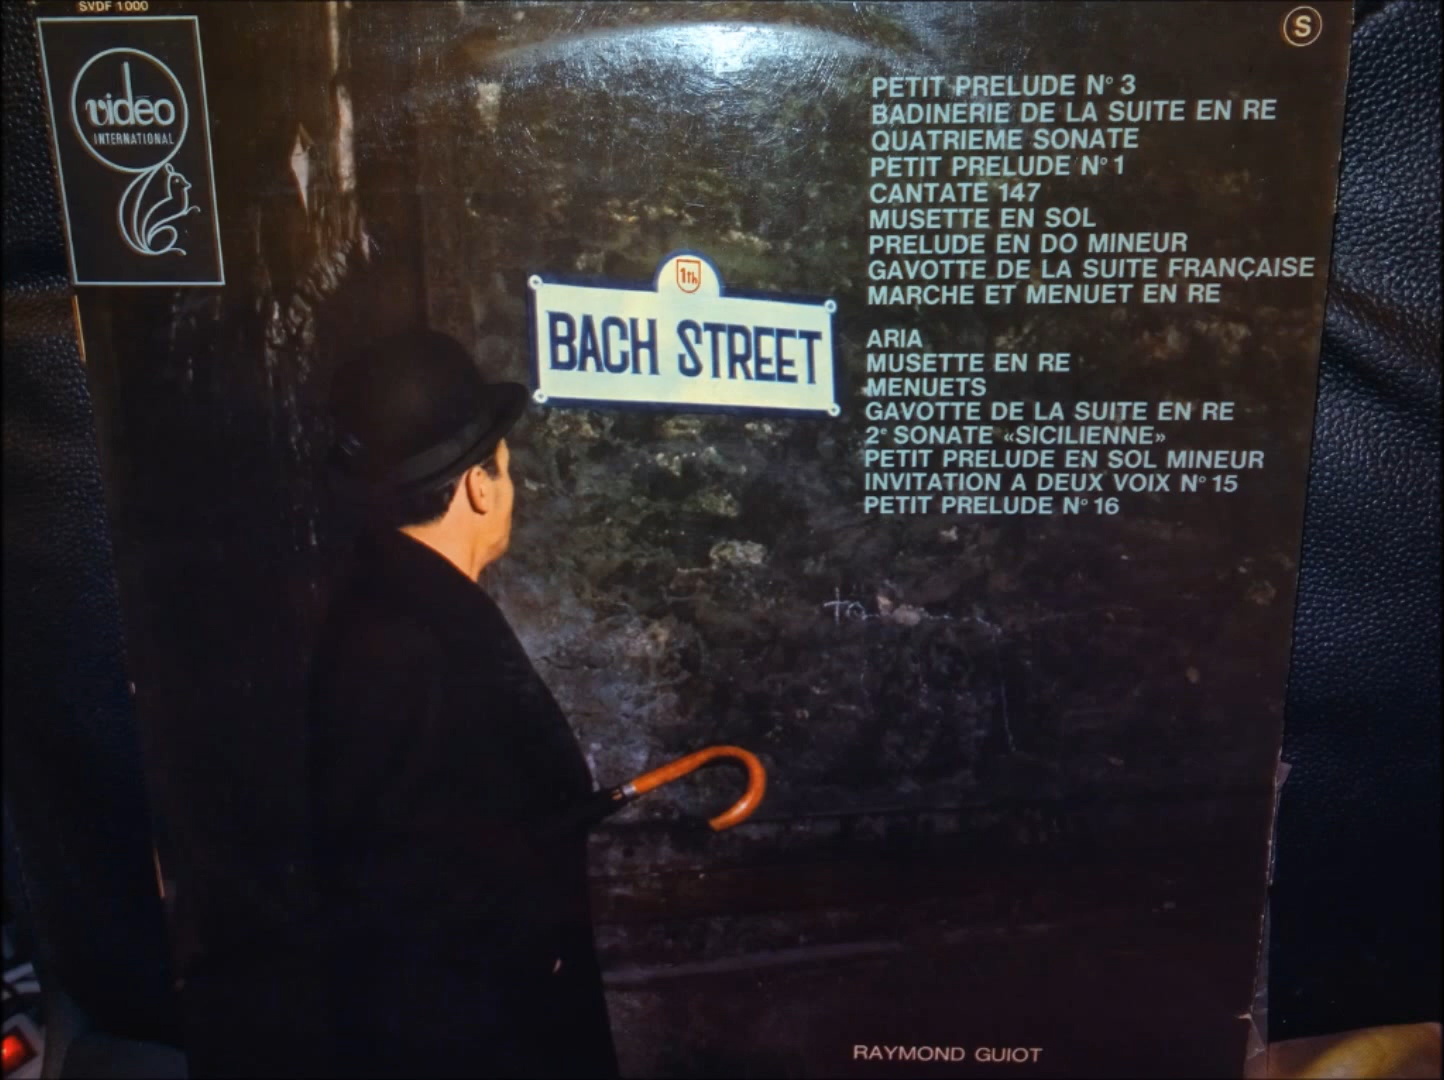 SVDF 1000
vidéo
INTERNATIONAL
S
PETIT PRELUDE N° 3
BADINERIE DE LA SUITE EN RE
QUATRIEME SONATE
PETIT PRELUDE N° 1
CANTATE 147
MUSETTE EN SOL
PRELUDE EN DO MINEUR
GAVOTTE DE LA SUITE FRANÇAISE
MARCHE ET MENUET EN RE
1Th
BACH STREET
ARIA
MUSETTE EN RE
MENUETS
GAVOTTE DE LA SUITE EN RE
2e SONATE «SICILIENNE»
PETIT PRELUDE EN SOL MINEUR
INVITATION A DEUX VOIX N° 15
PETIT PRELUDE N° 16
to
RAYMOND GUIOT